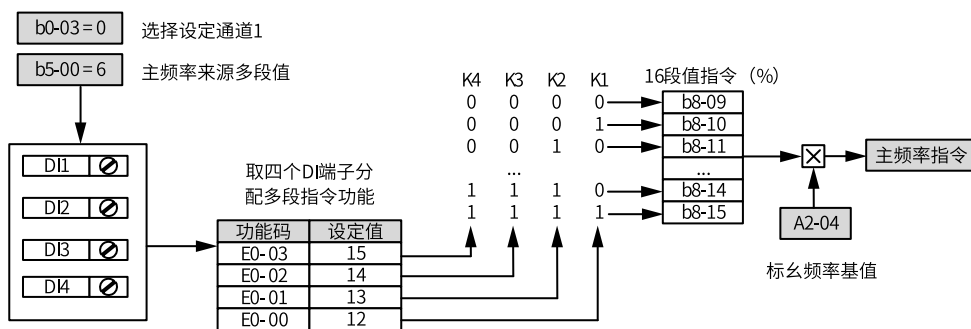 b0-03 = 0 选择设定通道1
b5-00 = 6 主频率来源多段值
DI1
DI2
DI3
DI4
取四个DI端子分
配多段指令功能
功能码 设定值
E0-03 15
E0-02 14
E0-01 13
E0-00 12
K4 K3 K2 K1 16段值指令（%）
0 0 0 0 b8-09
0 0 0 1 b8-10
0 0 1 0 b8-11
... ...
1 1 1 0 b8-14
1 1 1 1 b8-15
主频率指令
A2-04
标幺频率基值